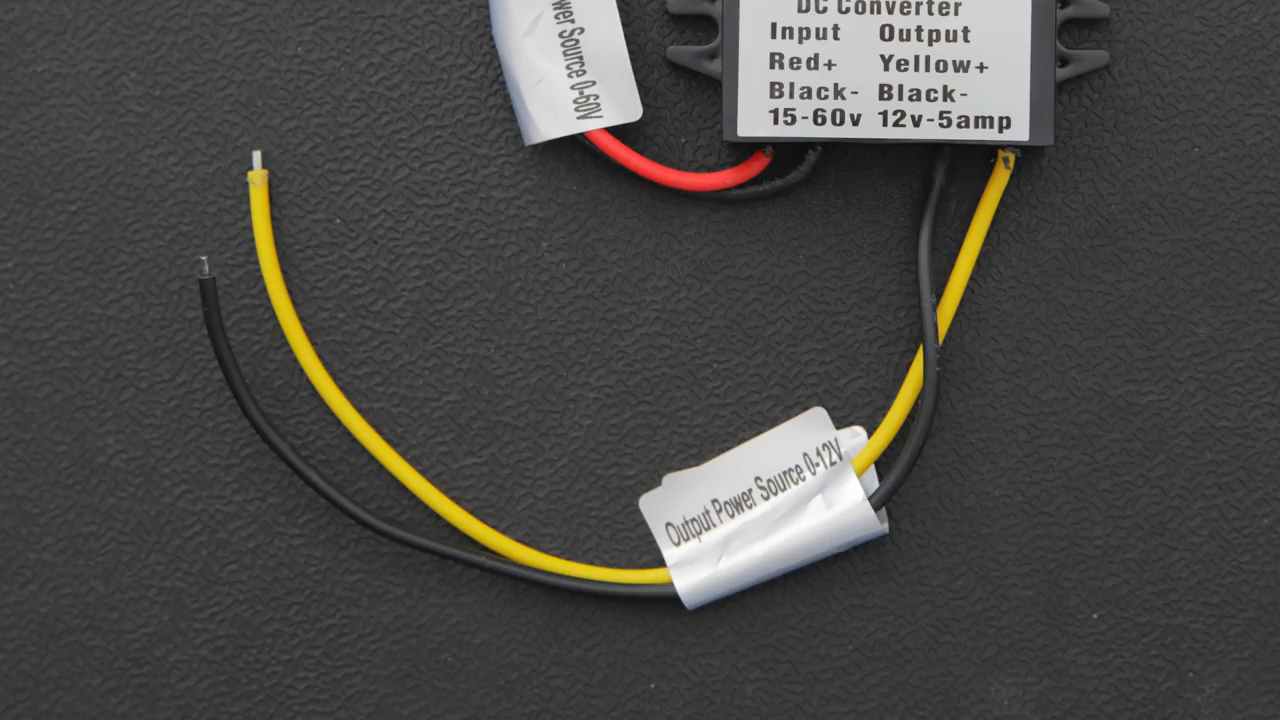 DC Converter
Input Output
Red+ Yellow+
Black- Black-
15-60v 12v-5amp
Source 0-60V
Output Power Source 0-12V